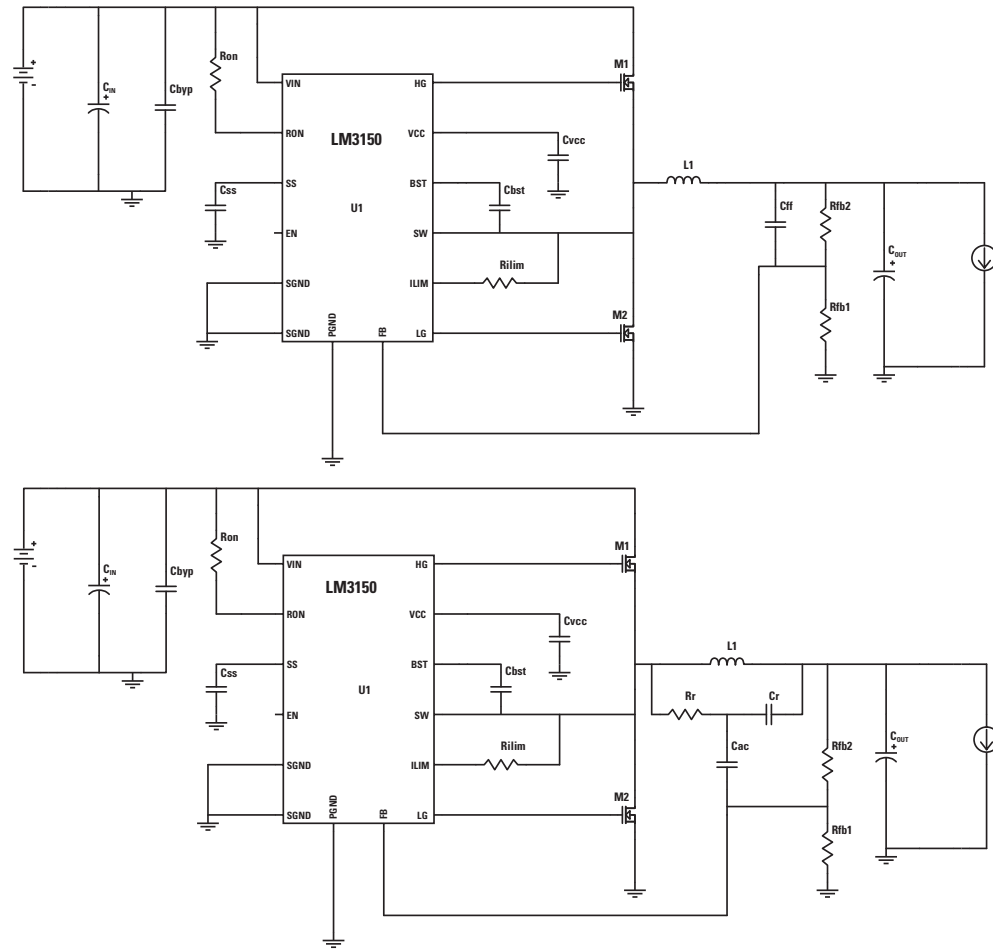 M1
Ron
C_IN
+
Cbyp
+
-
VIN
HG
LM3150
RON
VCC
Cvcc
L1
Css
SS
BST
Cbst
U1
Cff
Rfb2
EN
SW
Rilim
C_OUT
+
SGND
ILIM
Rfb1
M2
SGND
PGND
FB
LG
M1
Ron
C_IN
+
Cbyp
+
-
VIN
HG
LM3150
RON
VCC
Cvcc
L1
Css
SS
BST
Cbst
U1
Rr
Cr
EN
SW
Rilim
Cac
Rfb2
C_OUT
+
SGND
ILIM
M2
SGND
PGND
FB
LG
Rfb1